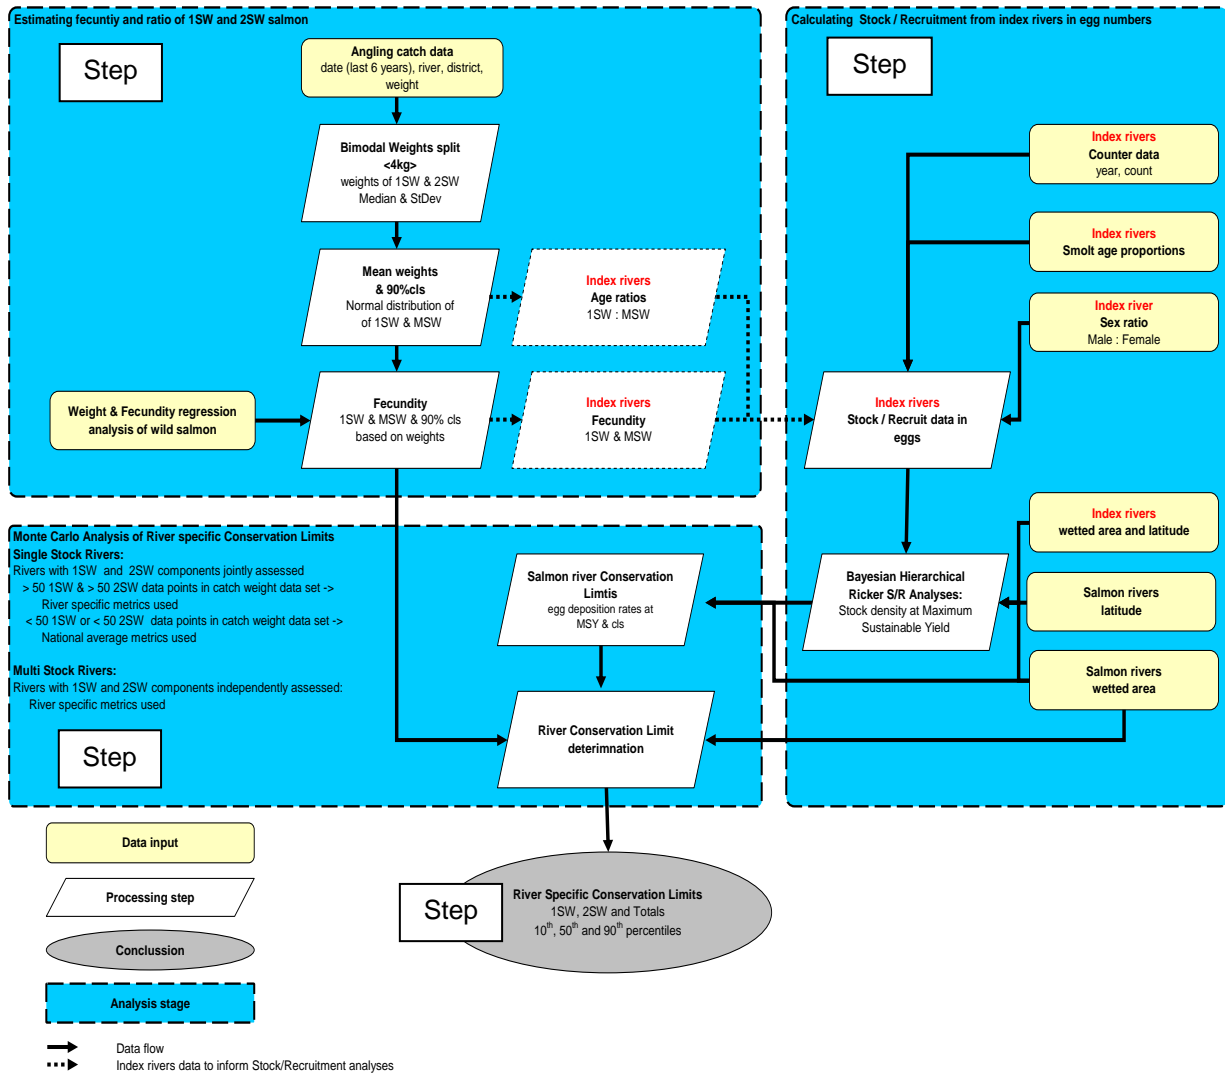 Estimating fecuntiy and ratio of 1SW and 2SW salmon
Step
Angling catch data
date (last 6 years), river, district,
weight
Bimodal Weights split
<4kg>
weights of 1SW & 2SW
Median & StDev
Mean weights
& 90%cls
Normal distribution of
of 1SW & MSW
Index rivers
Age ratios
1SW : MSW
Weight & Fecundity regression
analysis of wild salmon
Fecundity
1SW & MSW & 90% cls
based on weights
Index rivers
Fecundity
1SW & MSW
Calculating Stock / Recruitment from index rivers in egg numbers
Step
Index rivers
Counter data
year, count
Index rivers
Smolt age proportions
Index river
Sex ratio
Male : Female
Index rivers
Stock / Recruit data in
eggs
Index rivers
wetted area and latitude
Bayesian Hierarchical
Ricker S/R Analyses:
Stock density at Maximum
Sustainable Yield
Salmon rivers
latitude
Salmon rivers
wetted area
Monte Carlo Analysis of River specific Conservation Limits
Single Stock Rivers:
Rivers with 1SW and 2SW components jointly assessed
> 50 1SW & > 50 2SW data points in catch weight data set ->
River specific metrics used
< 50 1SW or < 50 2SW data points in catch weight data set ->
National average metrics used
Multi Stock Rivers:
Rivers with 1SW and 2SW components independently assessed:
River specific metrics used
Step
Salmon river Conservation
Limtis
egg deposition rates at
MSY & cls
River Conservation Limit
deterimnation
Step
River Specific Conservation Limits
1SW, 2SW and Totals
10th, 50th and 90th percentiles
Data input
Processing step
Conclussion
Analysis stage
Data flow
Index rivers data to inform Stock/Recruitment analyses